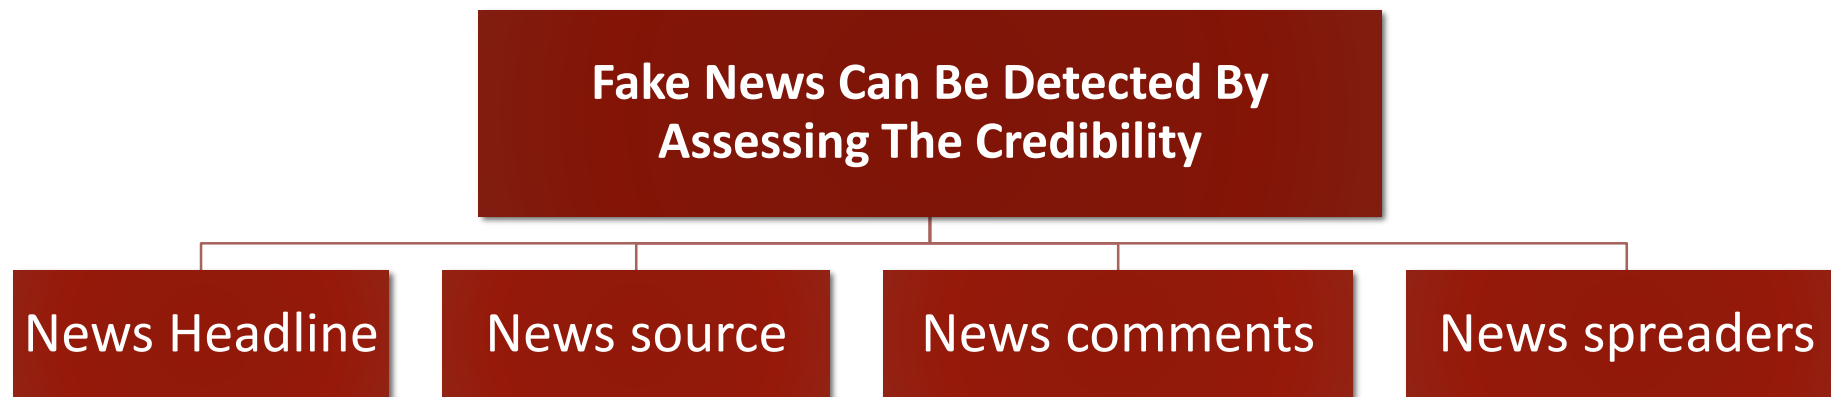 Fake News Can Be Detected By
Assessing The Credibility
News Headline
News source
News comments
News spreaders